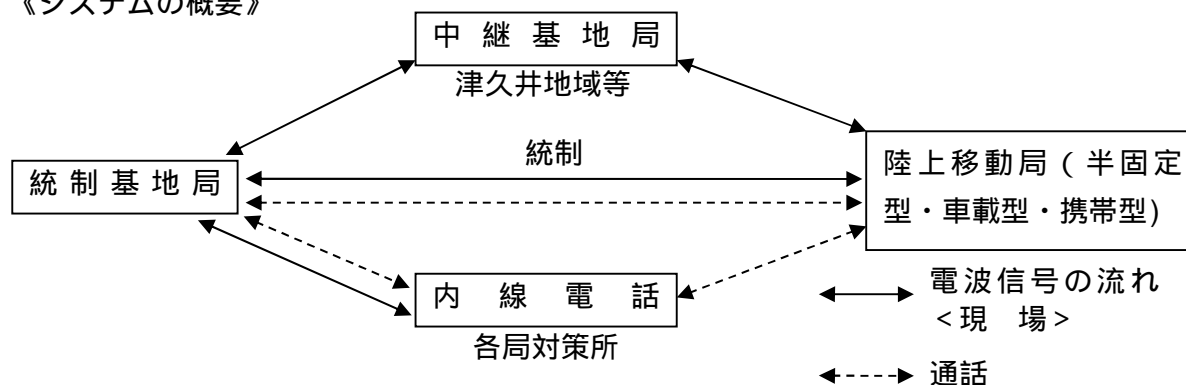 《システムの概要》
中継基地局
津久井地域等
統制
統制基地局
陸上移動局（半固定
型・車載型・携帯型)
内線電話
各局対策所
電波信号の流れ
<現　場>
通話